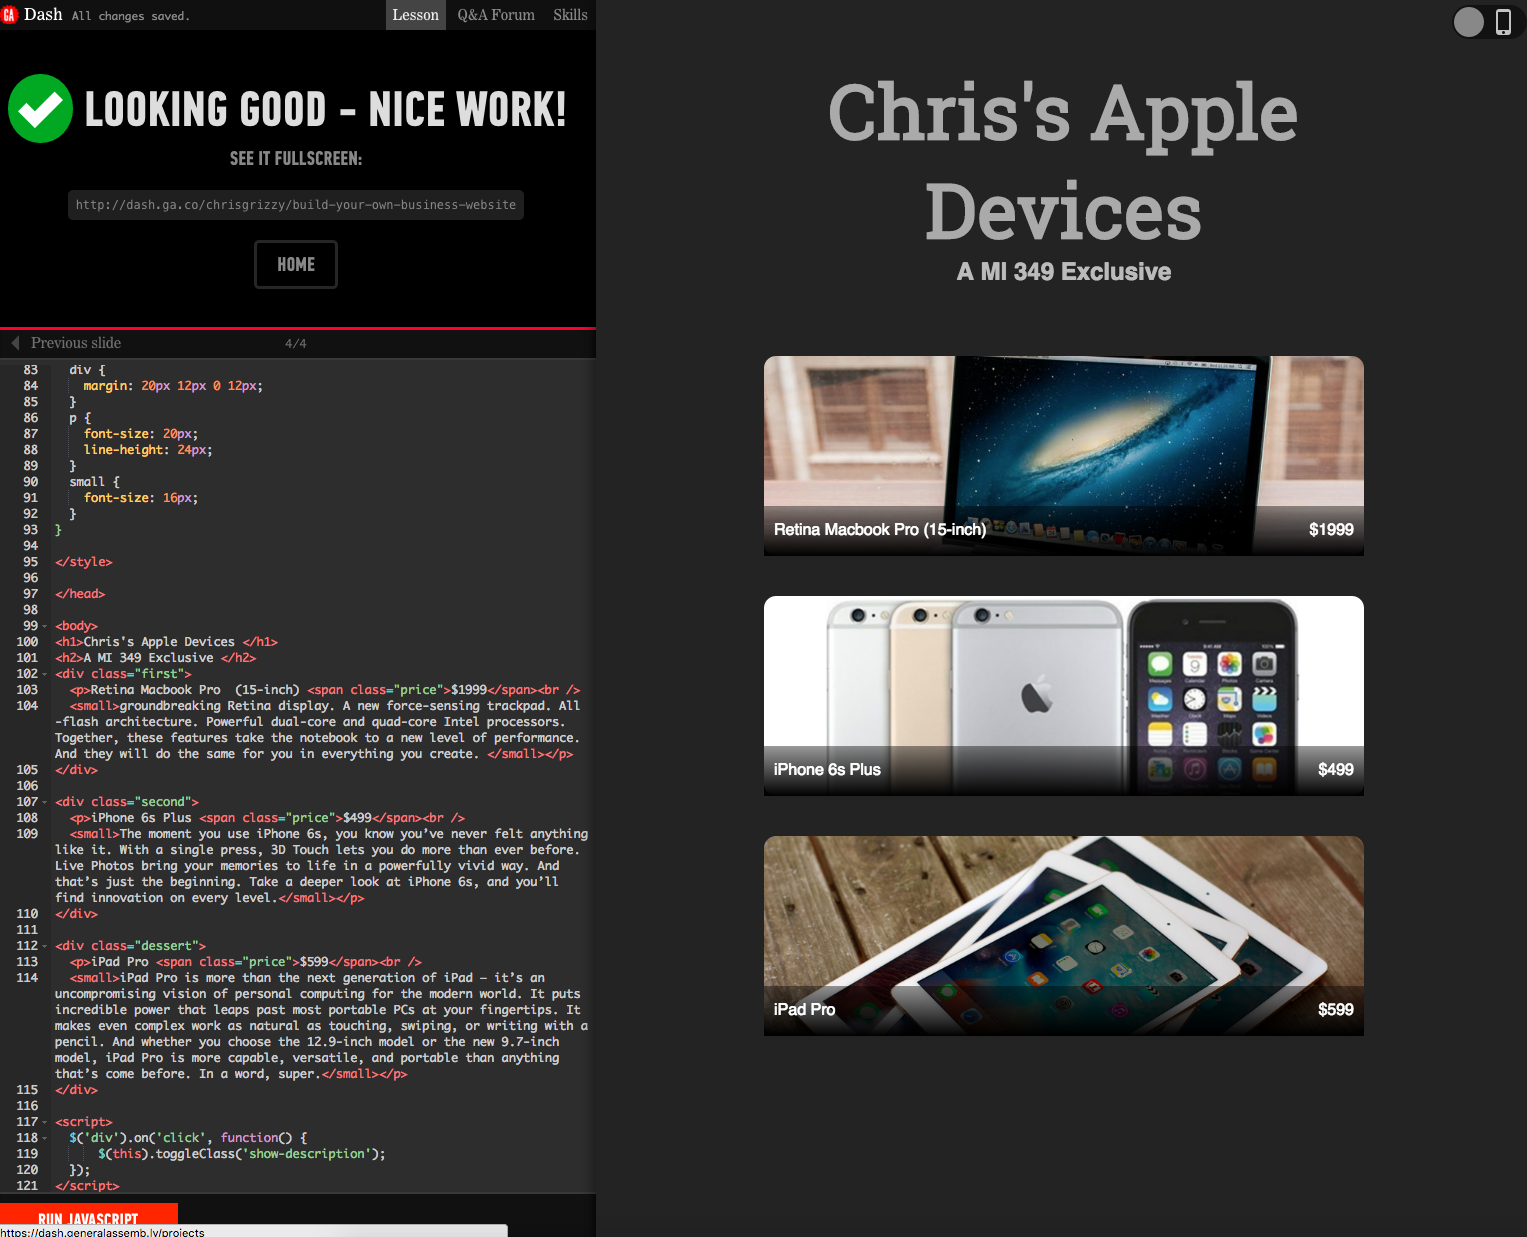 GA Dash All changes saved.
Lesson Q&A Forum Skills
LOOKING GOOD - NICE WORK!
SEE IT FULLSCREEN:
http://dash.ga.co/chrisgrizzy/build-your-own-business-website
HOME
Previous slide 4/4
83 div {
84 margin: 20px 12px 0 12px;
85 }
86 p {
87 font-size: 20px;
88 line-height: 24px;
89 }
90 small {
91 font-size: 16px;
92 }
93 }
94
95 </style>
96
97 </head>
98
99 <body>
100 <h1>Chris's Apple Devices </h1>
101 <h2>A MI 349 Exclusive </h2>
102 <div class="first">
103 <p>Retina Macbook Pro  (15-inch) <span class="price">$1999</span><br />
104 <small>groundbreaking Retina display. A new force-sensing trackpad. All
-flash architecture. Powerful dual-core and quad-core Intel processors.
Together, these features take the notebook to a new level of performance.
And they will do the same for you in everything you create. </small></p>
105 </div>
106
107 <div class="second">
108 <p>iPhone 6s Plus <span class="price">$499</span><br />
109 <small>The moment you use iPhone 6s, you know you’ve never felt anything
like it. With a single press, 3D Touch lets you do more than ever before.
Live Photos bring your memories to life in a powerfully vivid way. And
that’s just the beginning. Take a deeper look at iPhone 6s, and you’ll
find innovation on every level.</small></p>
110 </div>
111
112 <div class="dessert">
113 <p>iPad Pro <span class="price">$599</span><br />
114 <small>iPad Pro is more than the next generation of iPad — it’s an
uncompromising vision of personal computing for the modern world. It puts
incredible power that leaps past most portable PCs at your fingertips. It
makes even complex work as natural as touching, swiping, or writing with a
pencil. And whether you choose the 12.9-inch model or the new 9.7-inch
model, iPad Pro is more capable, versatile, and portable than anything
that’s come before. In a word, super.</small></p>
115 </div>
116
117 <script>
118 $('div').on('click', function() {
119 $(this).toggleClass('show-description');
120 });
121 </script>
RUN JAVASCRIPT
https://dash.generalassemb.ly/projects
Chris's Apple
Devices
A MI 349 Exclusive
Retina Macbook Pro (15-inch) $1999
iPhone 6s Plus $499
iPad Pro $599